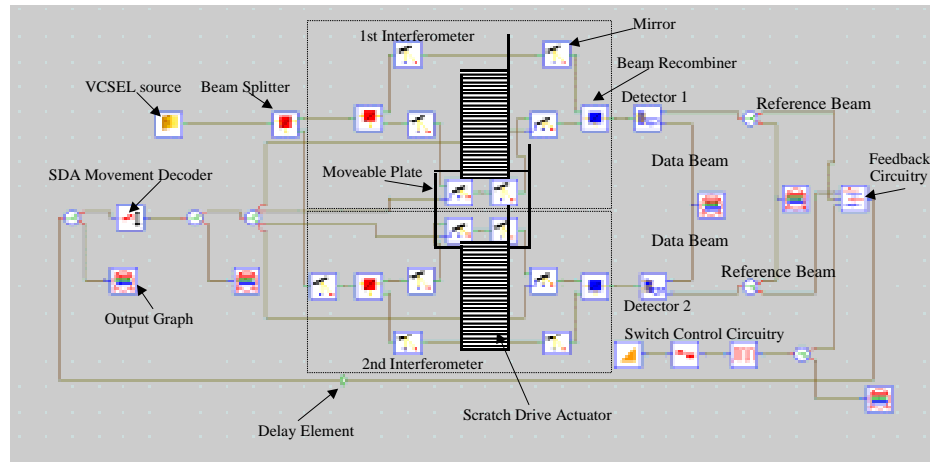 Mirror
1st Interferometer
Beam Recombiner
VCSEL source
Beam Splitter
Detector 1
Reference Beam
Data Beam
Feedback
Circuitry
SDA Movement Decoder
Moveable Plate
Data Beam
Reference Beam
Detector 2
Output Graph
Switch Control Circuitry
2nd Interferometer
Scratch Drive Actuator
Delay Element